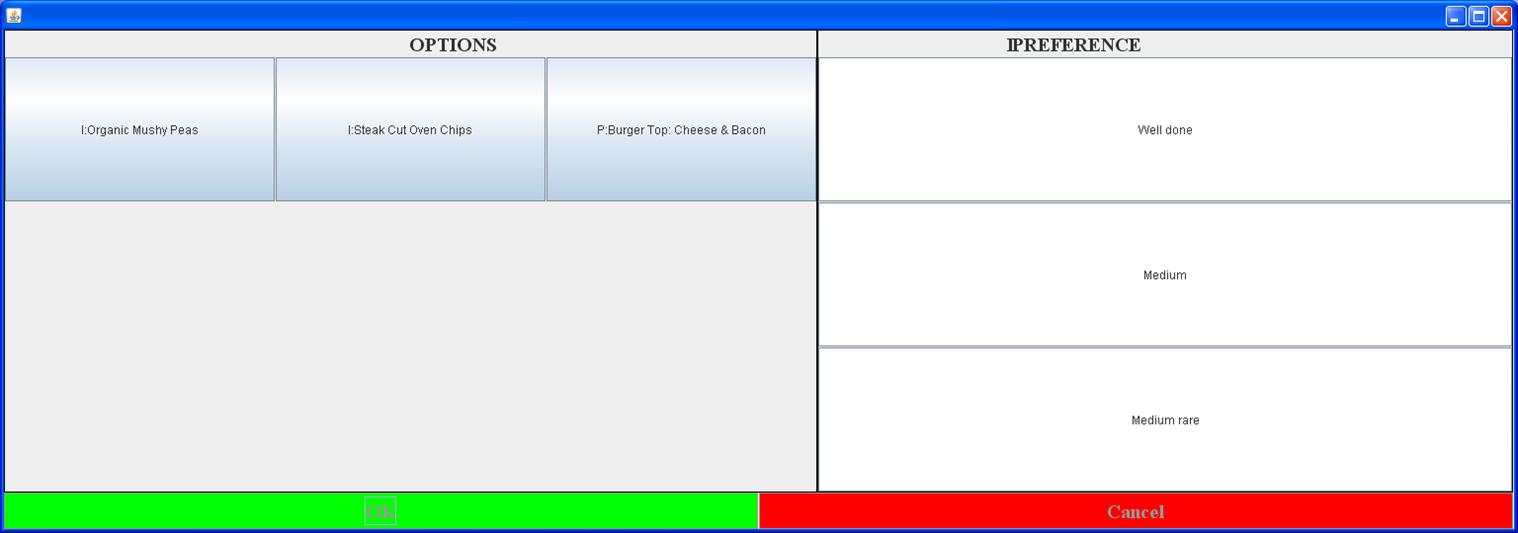 OPTIONS
IPREFERENCE
I:Organic Mushy Peas
I:Steak Cut Oven Chips
P:Burger Top: Cheese & Bacon
Well done
Medium
Medium rare
OK
Cancel